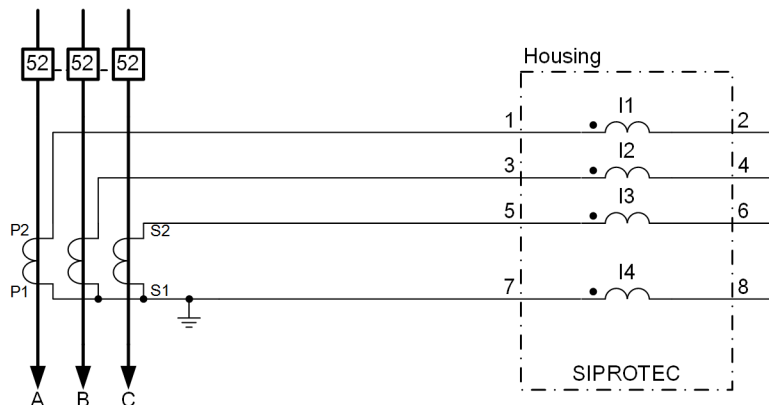 52 52 52
Housing
I1
1 2
I2
3 4
I3
5 6
P2 S2
P1 S1
I4
7 8
SIPROTEC
A B C